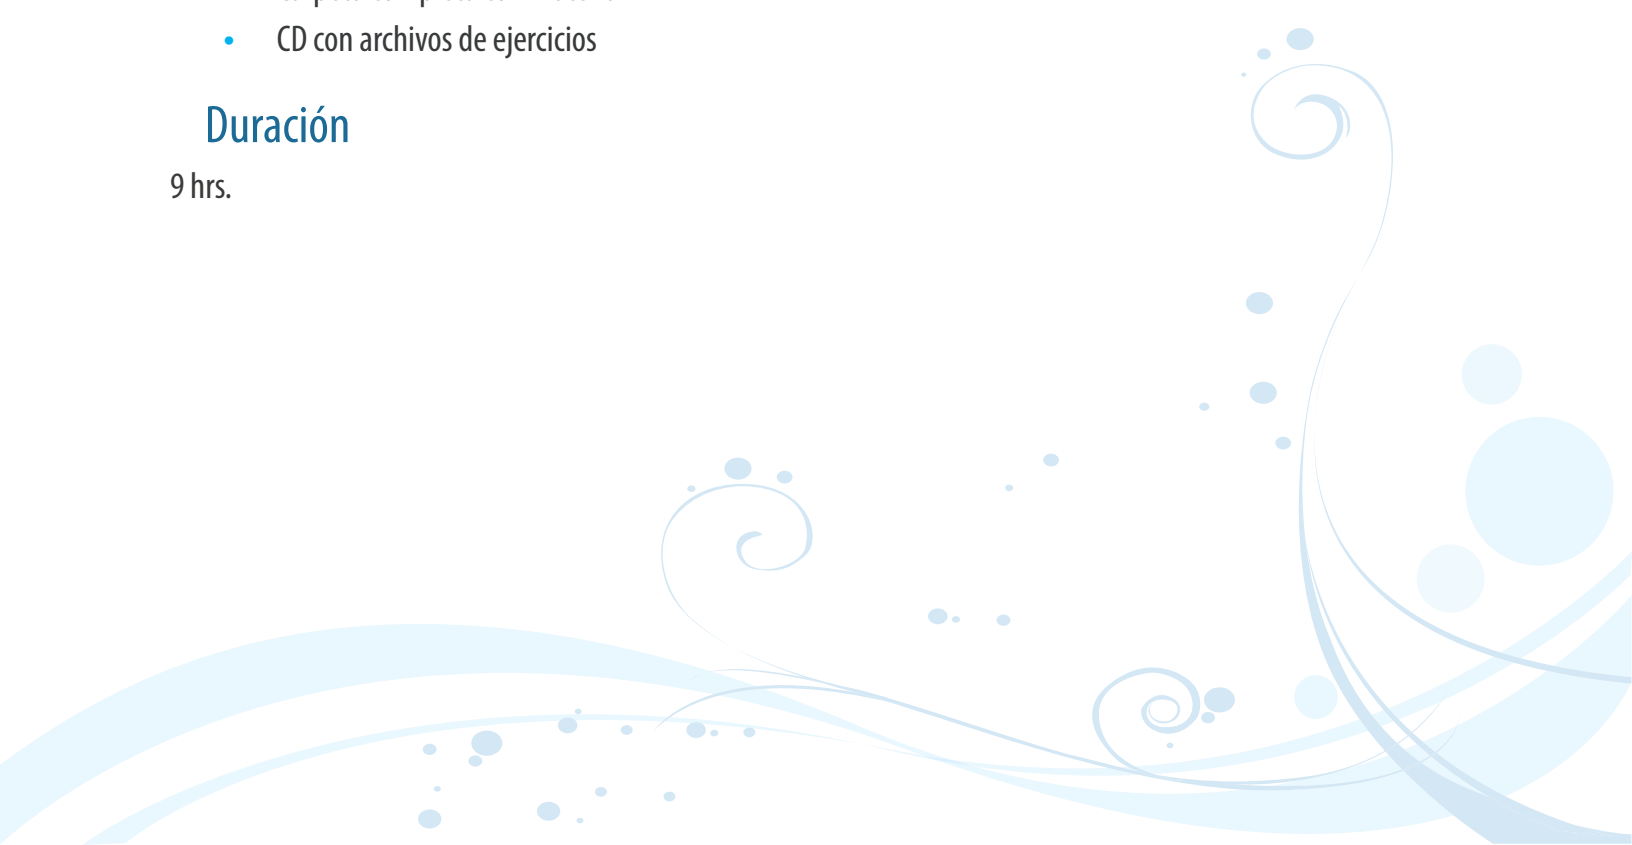 • CD con archivos de ejercicios
Duración
9 hrs.